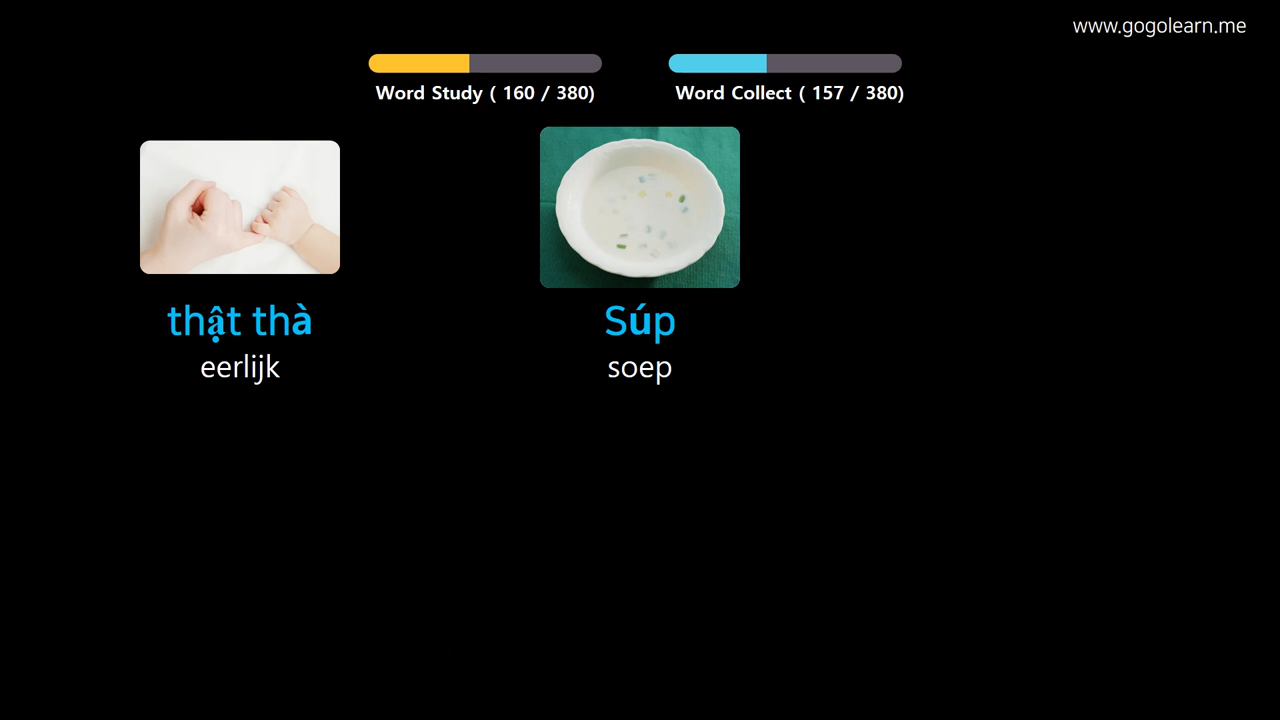 www.gogolearn.me
Word Study ( 160 / 380)
Word Collect ( 157 / 380)
thật thà
eerlijk
Súp
soep